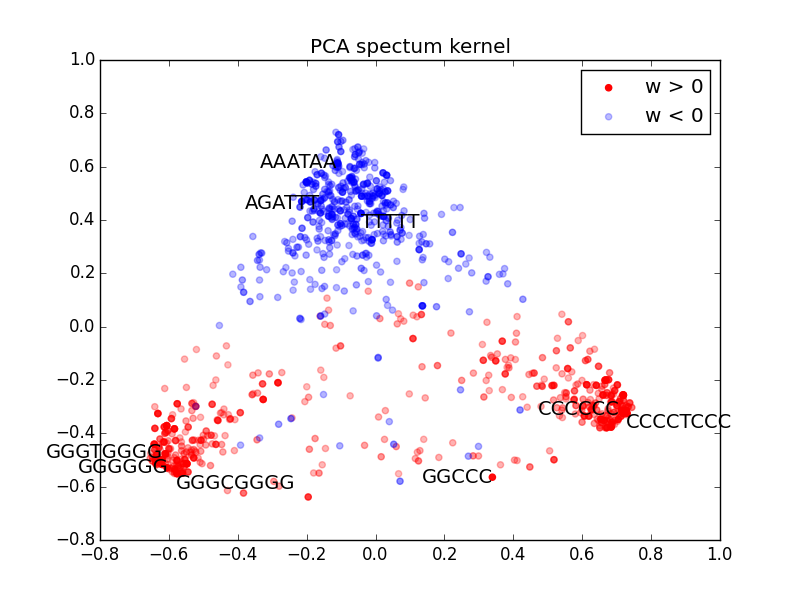 PCA spectum kernel
1.0
0.8
0.6
0.4
0.2
0.0
−0.2
−0.4
−0.6
−0.8
w > 0
w < 0
AAATAA
AGATTT
TTTTT
CCCCCC
CCCCTCCC
GGGTGGGG
GGGGGG
GGGCGGGG
GGCCC
−0.8
−0.6
−0.4
−0.2
0.0
0.2
0.4
0.6
0.8
1.0